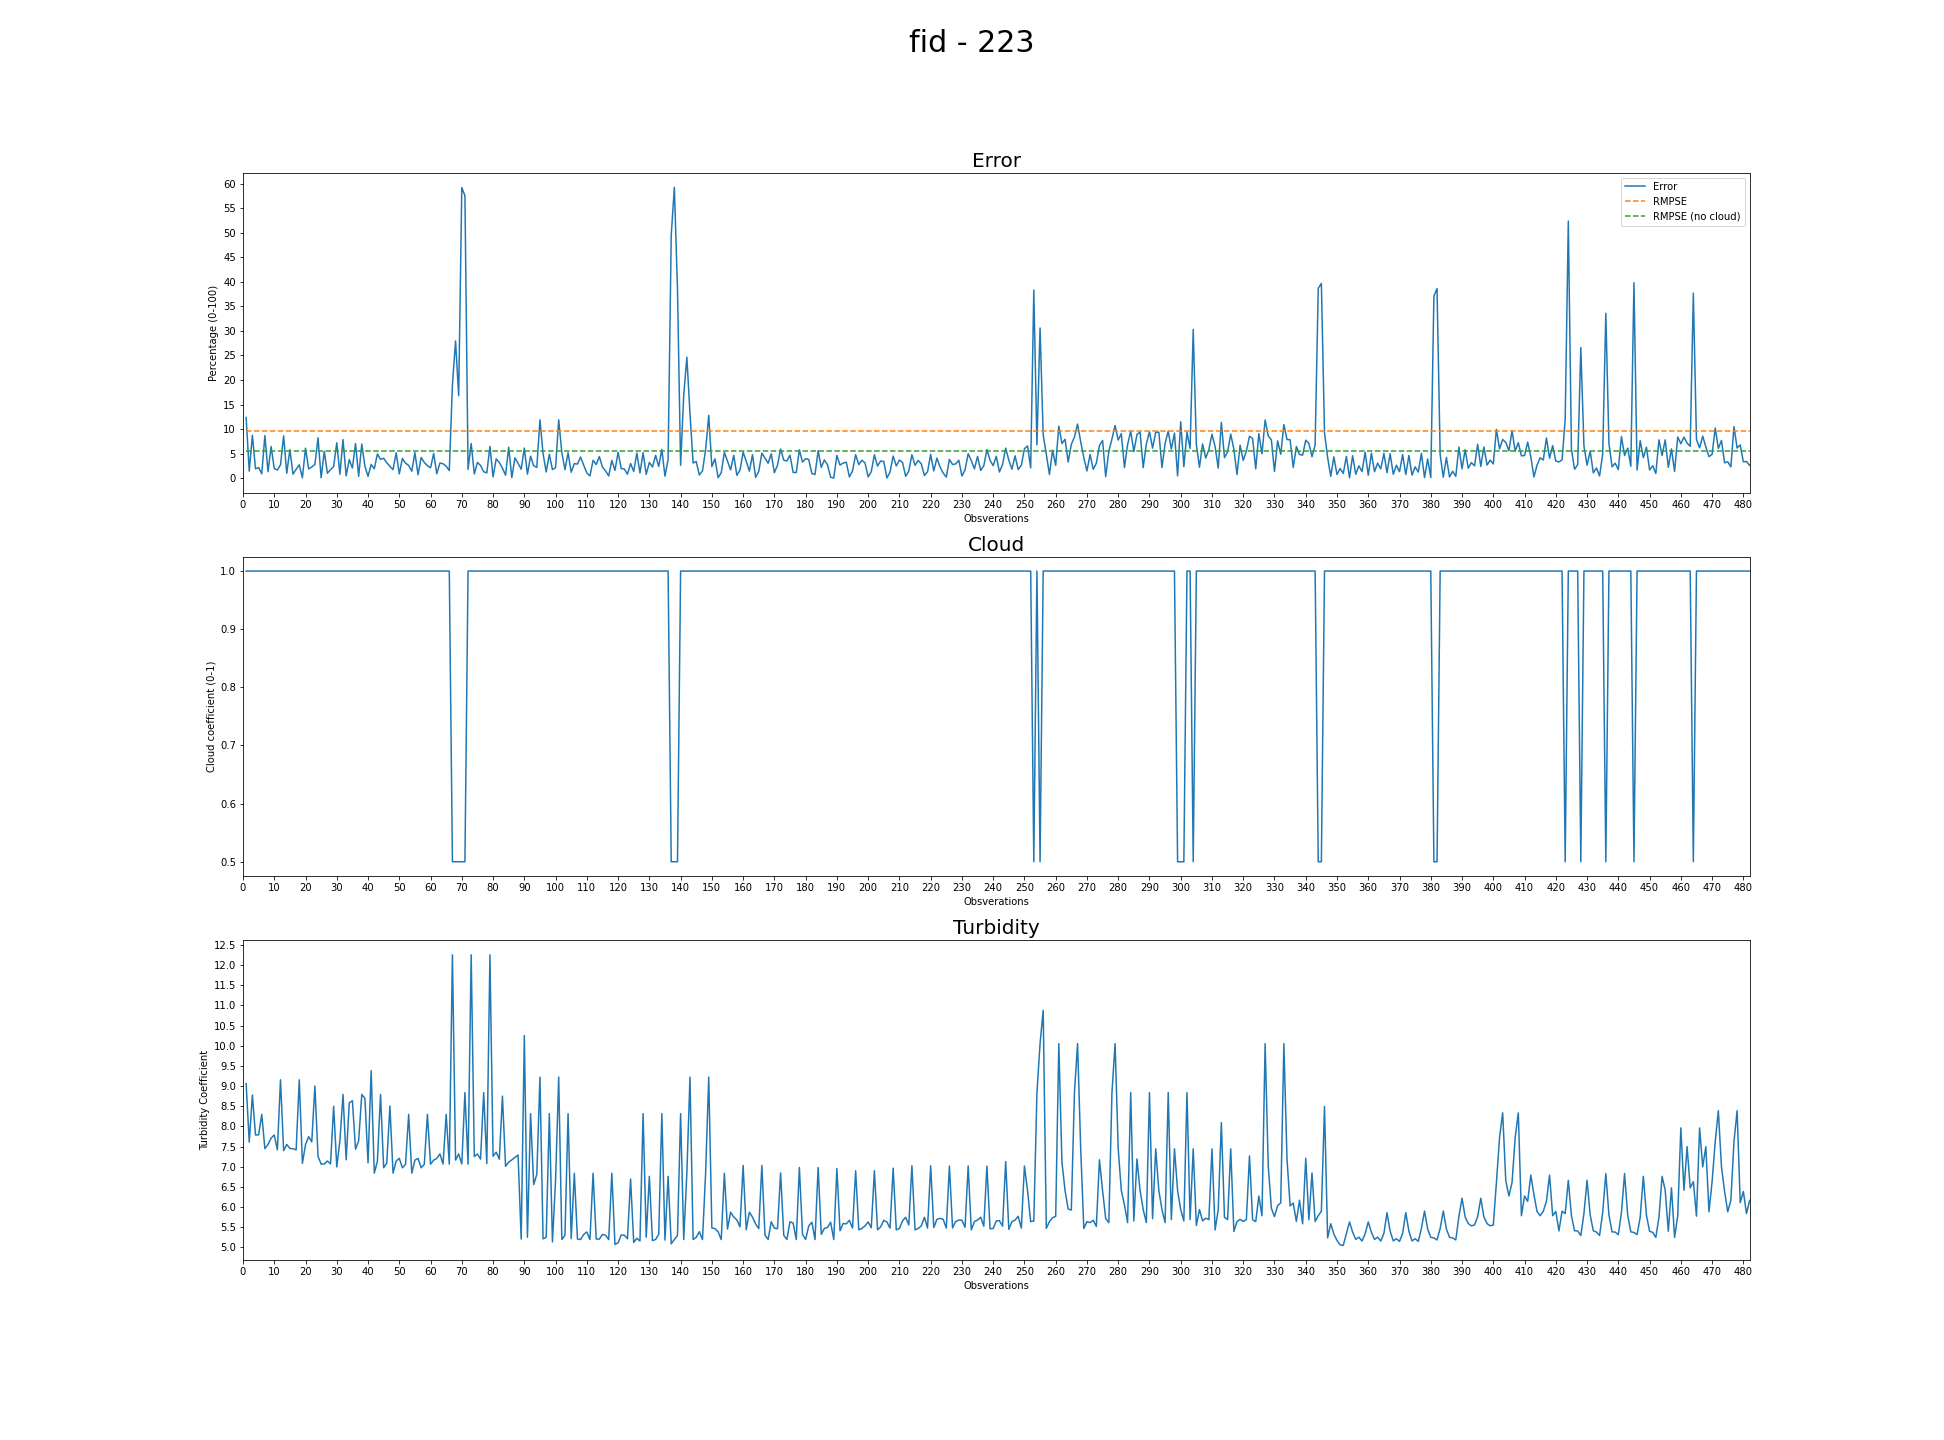 fid - 223
Error
60
55
50
45
40
35
30
25
20
15
10
5
0
Percentage (0-100)
Error
RMPSE
RMPSE (no cloud)
0 10 20 30 40 50 60 70 80 90 100 110 120 130 140 150 160 170 180 190 200 210 220 230 240 250 260 270 280 290 300 310 320 330 340 350 360 370 380 390 400 410 420 430 440 450 460 470 480
Obsverations
Cloud
1.0
0.9
0.8
0.7
0.6
0.5
Cloud coefficient (0-1)
0 10 20 30 40 50 60 70 80 90 100 110 120 130 140 150 160 170 180 190 200 210 220 230 240 250 260 270 280 290 300 310 320 330 340 350 360 370 380 390 400 410 420 430 440 450 460 470 480
Obsverations
Turbidity
12.5
12.0
11.5
11.0
10.5
10.0
9.5
9.0
8.5
8.0
7.5
7.0
6.5
6.0
5.5
5.0
Turbidity Coefficient
0 10 20 30 40 50 60 70 80 90 100 110 120 130 140 150 160 170 180 190 200 210 220 230 240 250 260 270 280 290 300 310 320 330 340 350 360 370 380 390 400 410 420 430 440 450 460 470 480
Obsverations